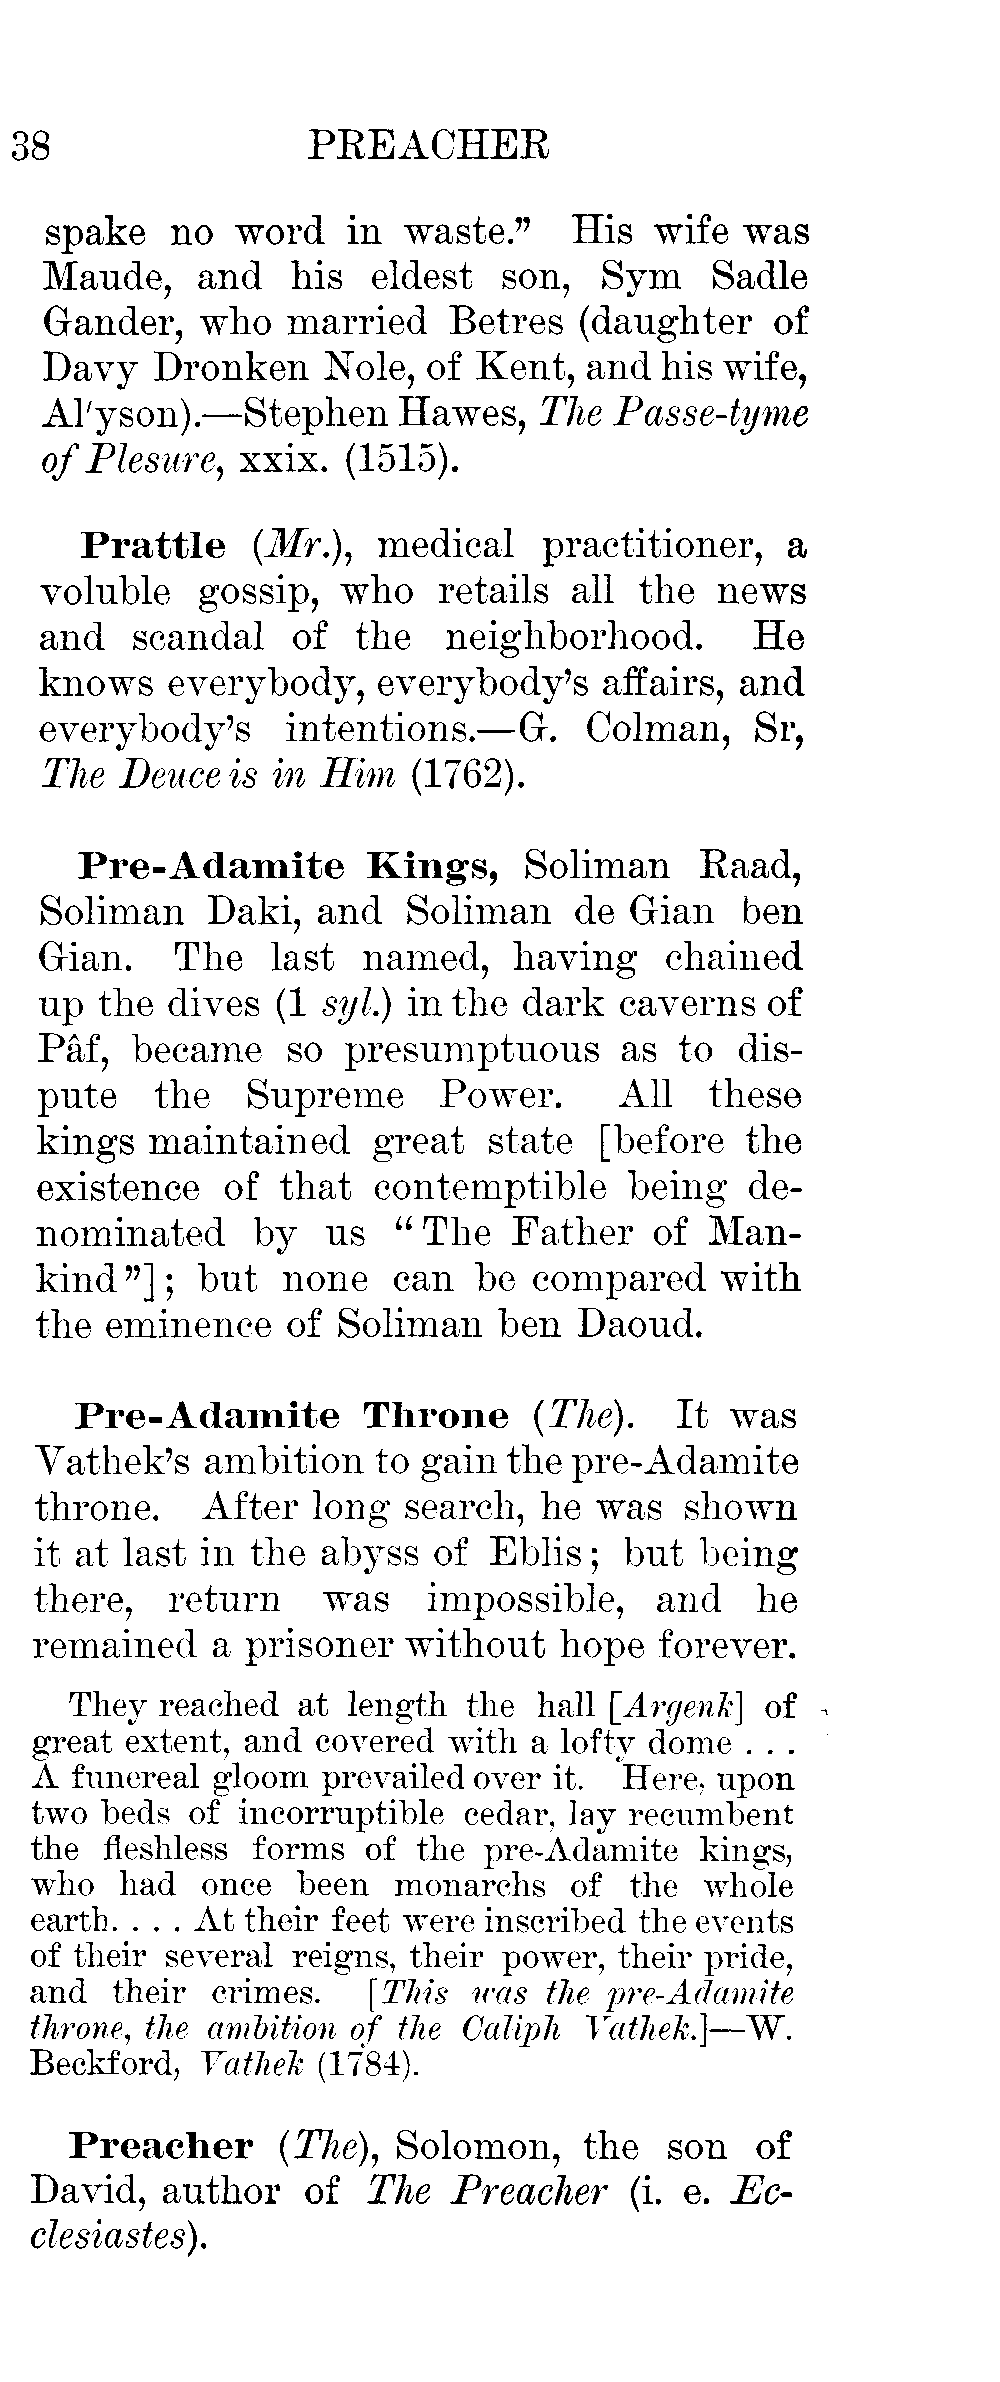 38 PREACHER
spake no word in waste.” His wife was
Maude, and his eldest son, Sym Sadle
Gander, who married Betres (daughter of
Davy Dronken Nole, of Kent, and his wife,
Al'yson).—Stephen Hawes, The Passe-tyme
of Plesure, xxix. (1515).
Prattle (Mr.), medical practitioner, a
voluble gossip, who retails all the news
and scandal of the neighborhood. He
knows everybody, everybody’s affairs, and
everybody’s intentions.—G. Colman, Sr,
The Deuce is in Him (1762).
Pre-Adamite Kings, Soliman Raad,
Soliman Daki, and Soliman de Gian ben
Gian. The last named, having chained
up the dives (1 syl.) in the dark caverns of
Pâf, became so presumptuous as to dis-
pute the Supreme Power. All these
kings maintained great state [before the
existence of that contemptible being de-
nominated by us “The Father of Man-
kind”]; but none can be compared with
the eminence of Soliman ben Daoud.
Pre-Adamite Throne (The). It was
Vathek’s ambition to gain the pre-Adamite
throne. After long search, he was shown
it at last in the abyss of Eblis; but being
there, return was impossible, and he
remained a prisoner without hope forever.
They reached at length the hall [Argenk] of
great extent, and covered with a lofty dome . . .
A funereal gloom prevailed over it. Here, upon
two beds of incorruptible cedar, lay recumbent
the fleshless forms of the pre-Adamite kings,
who had once been monarchs of the whole
earth. . . . At their feet were inscribed the events
of their several reigns, their power, their pride,
and their crimes. [This was the pre-Adamite
throne, the ambition of the Caliph Vathek.]—W.
Beckford, Vathek (1784).
Preacher (The), Solomon, the son of
David, author of The Preacher (i. e. Ec-
clesiastes).